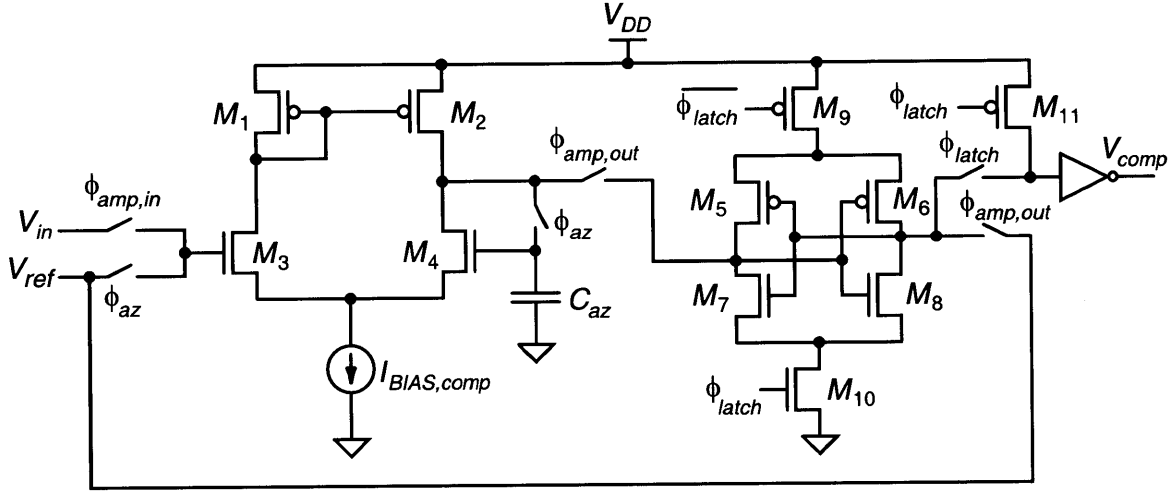 V_DD
M_1
M_2
ϕ_amp,out
ϕ_az
ϕ_amp,in
V_in
V_ref
ϕ_az
M_3
M_4
C_az
I_BIAS,comp
\overline{ϕ_latch}
M_9
M_5
M_6
M_7
M_8
ϕ_latch
M_10
ϕ_latch
M_11
ϕ_latch
V_comp
ϕ_amp,out